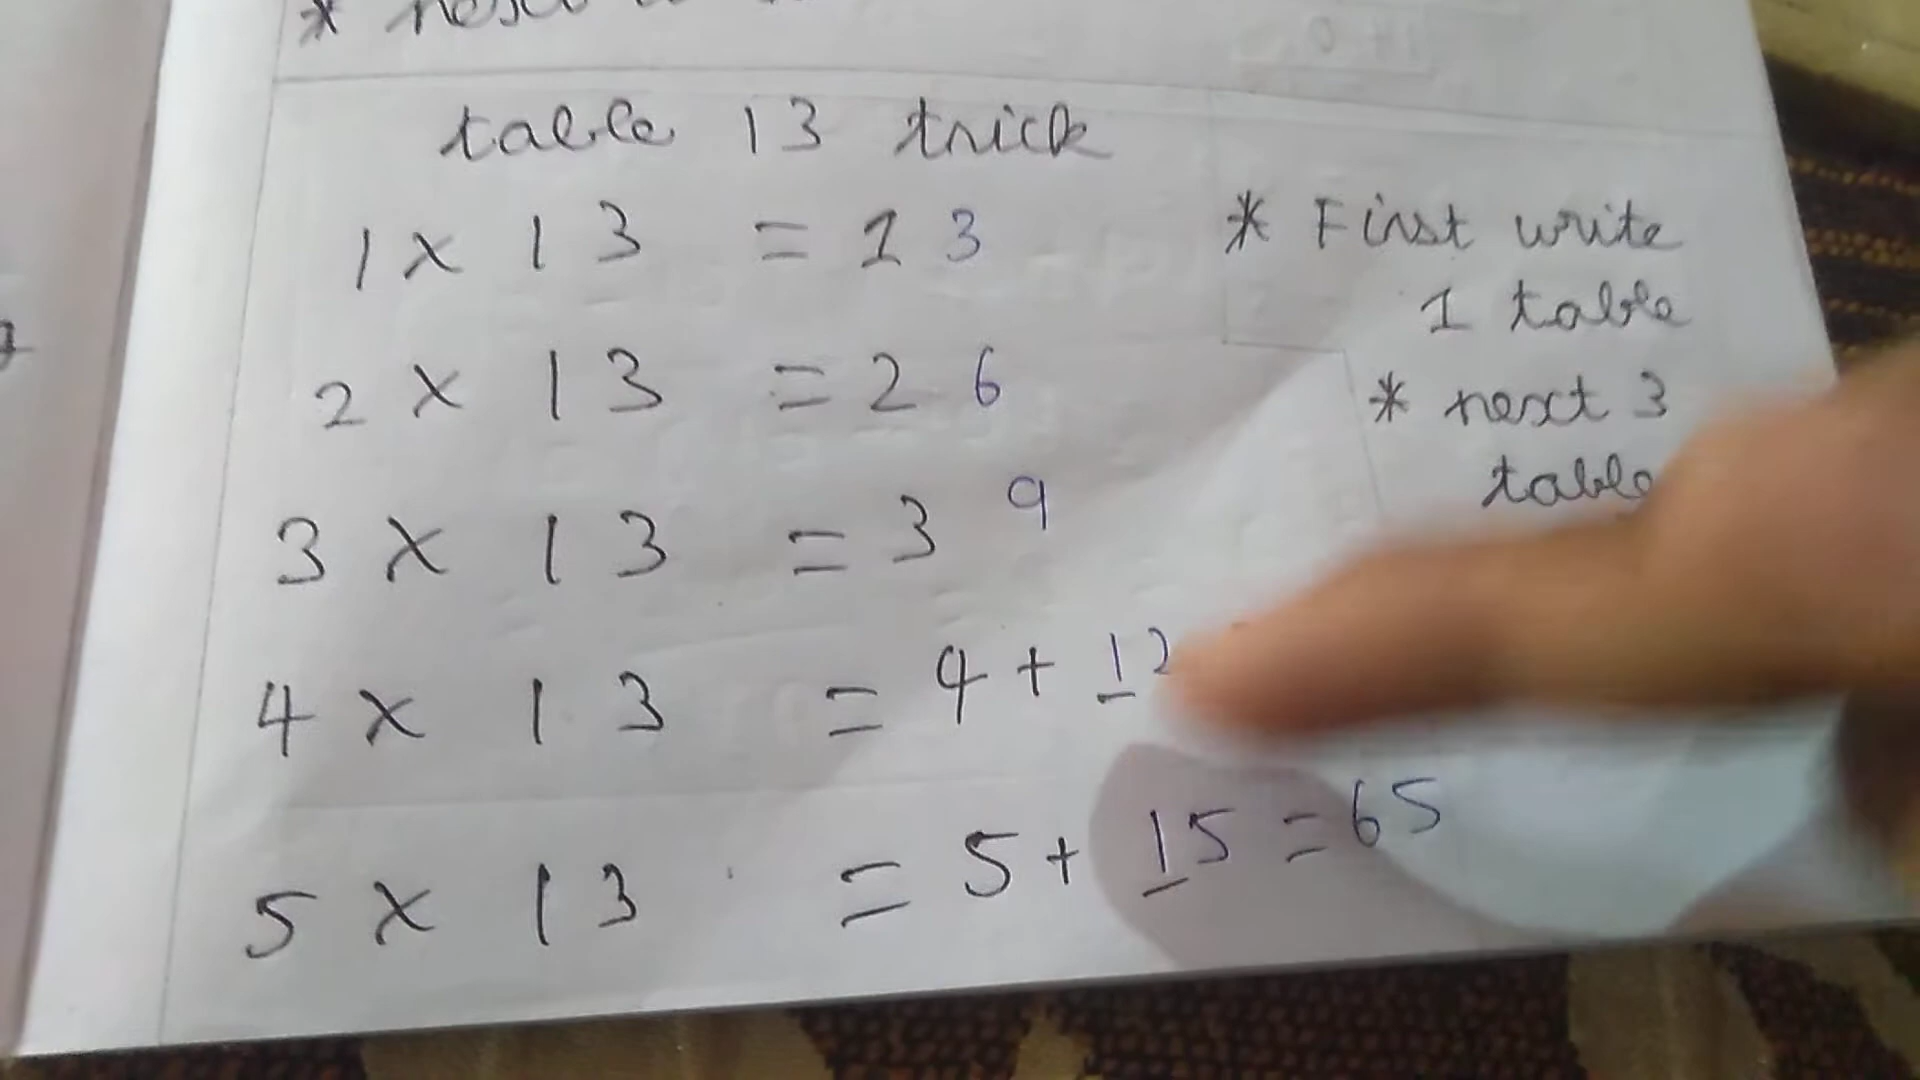 * next
table 13 trick
1 x 13 = 13
2 x 13 = 26
3 x 13 = 39
4 x 13 = 4 + 12
5 x 13 = 5 + 15 = 65
* First write
1 table
* next 3
table